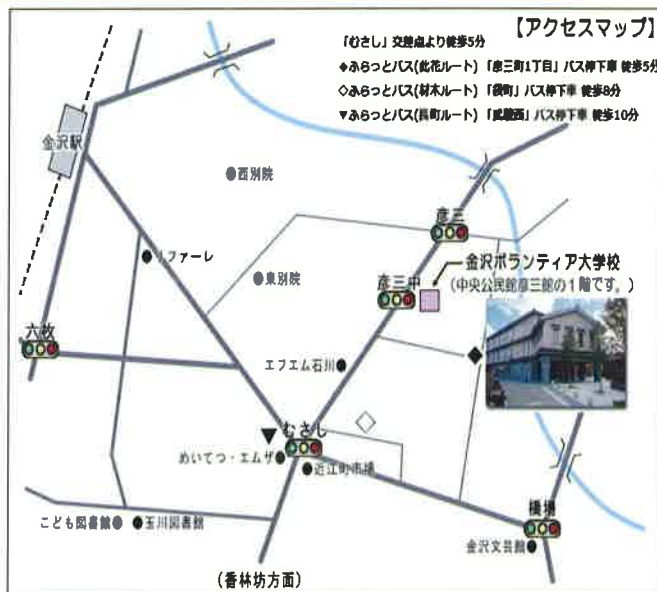 【アクセスマップ】
「むさし」交差点より徒歩5分
◆ふらっとバス(此花ルート) 「彦三町1丁目」バス停下車 徒歩5分
◇ふらっとバス(材木ルート) 「袋町」バス停下車 徒歩8分
▼ふらっとバス(長町ルート) 「武蔵西」バス停下車 徒歩10分
金沢駅
●西別院
彦三
●リファーレ
●東別院
彦三中
金沢ボランティア大学校
(中央公民館彦三館の1階です。)
六枚
エフエム石川●
むさし
めいてつ・エムザ●
●近江町市場
橋場
こども図書館●
●玉川図書館
金沢文芸館●
(香林坊方面)